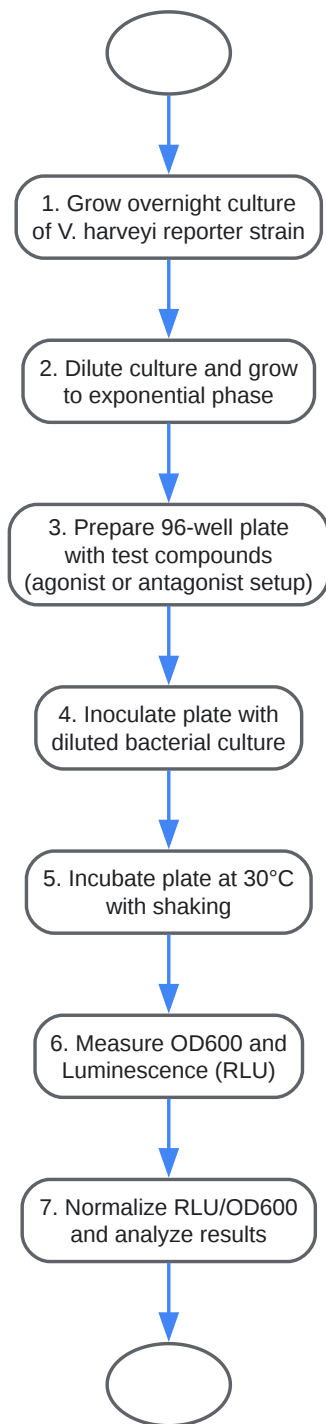 1. Grow overnight culture
of V. harveyi reporter strain
2. Dilute culture and grow
to exponential phase
3. Prepare 96-well plate
with test compounds
(agonist or antagonist setup)
4. Inoculate plate with
diluted bacterial culture
5. Incubate plate at 30°C
with shaking
6. Measure OD600 and
Luminescence (RLU)
7. Normalize RLU/OD600
and analyze results